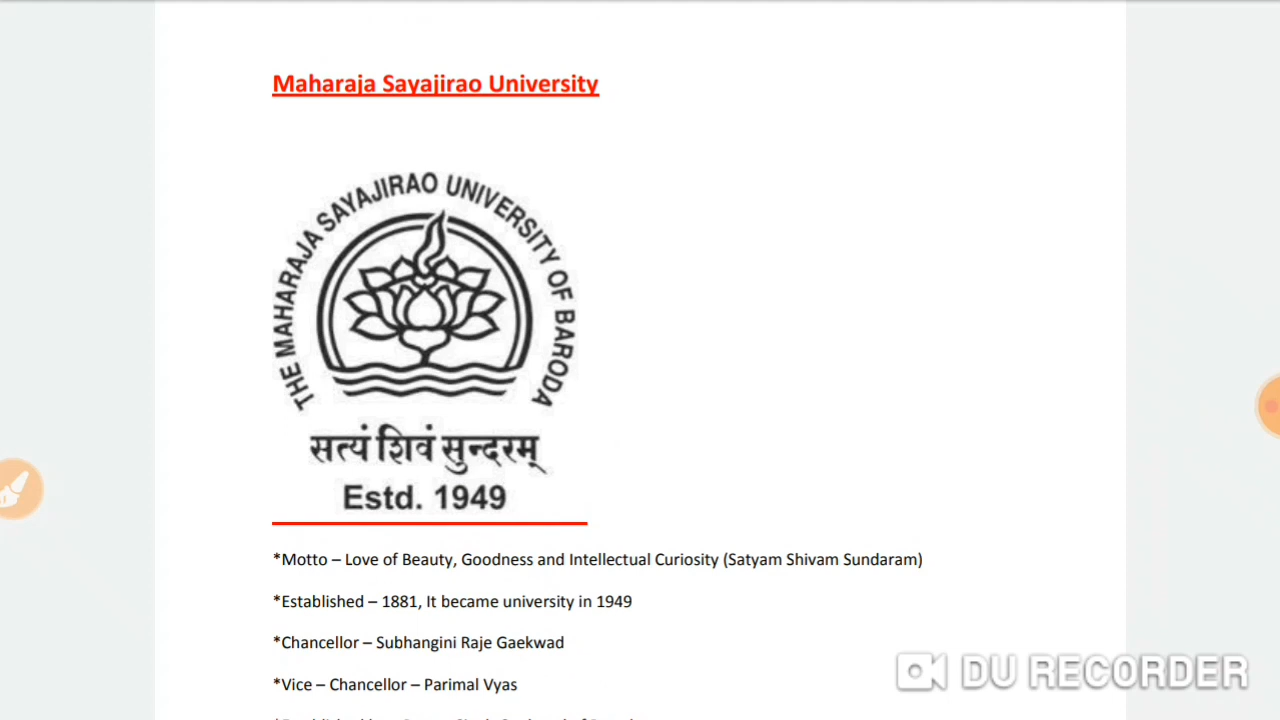 Maharaja Sayajirao University
THE MAHARAJA SAYAJIRAO UNIVERSITY OF BARODA
सत्यं शिवं सुन्दरम्
Estd. 1949
*Motto – Love of Beauty, Goodness and Intellectual Curiosity (Satyam Shivam Sundaram)
*Established – 1881, It became university in 1949
*Chancellor – Subhangini Raje Gaekwad
*Vice – Chancellor – Parimal Vyas
DU RECORDER